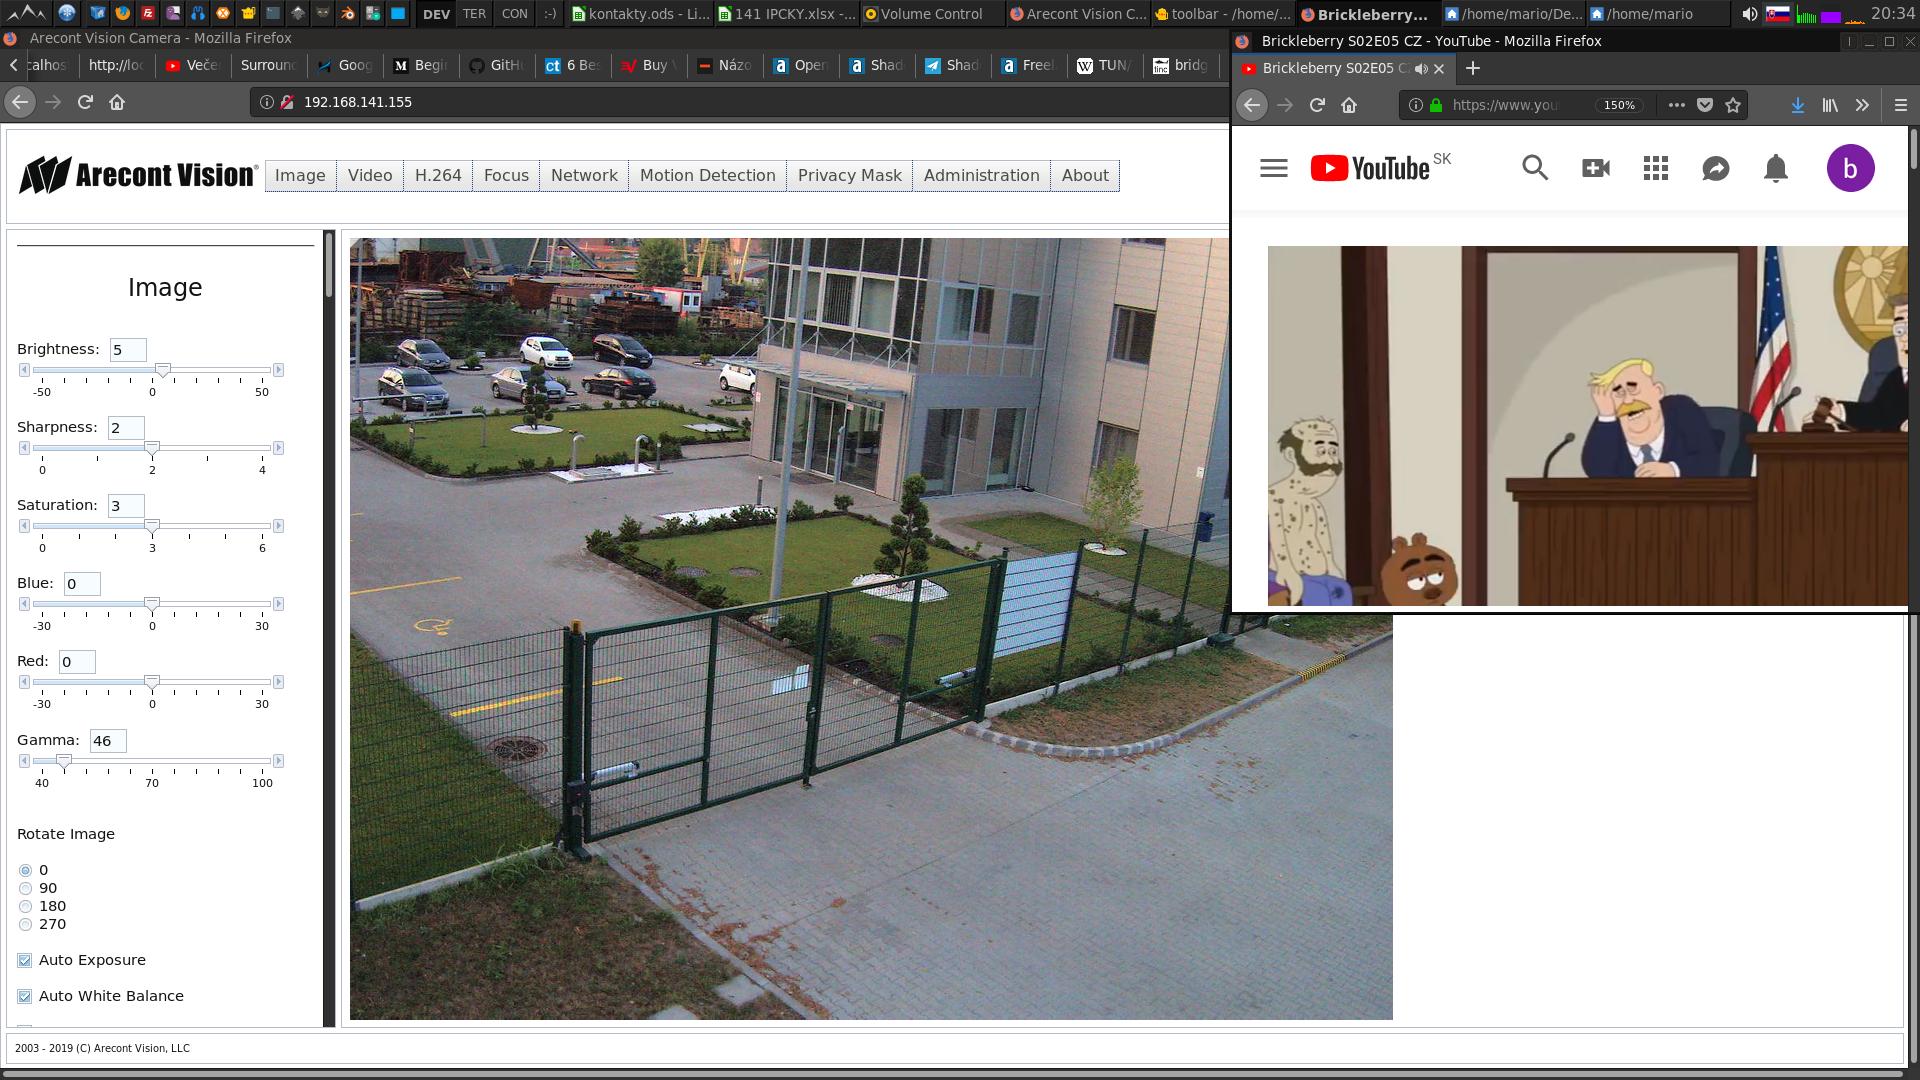 DEV TER CON :-) kontakty.ods - Li... 141 IPCKY.xlsx -... Volume Control Arecont Vision C... toolbar - /home/... Brickleberry... /home/mario/De... /home/mario 20:34
Arecont Vision Camera - Mozilla Firefox
calhos http://lo Veče Surroun Goog Begi GitH 6 Be Buy Názo Open Shad Shad Freel TUN/ bridg
192.168.141.155
Arecont Vision®
Image Video H.264 Focus Network Motion Detection Privacy Mask Administration About
Image
Brightness: 5
-50 0 50
Sharpness: 2
0 2 4
Saturation: 3
0 3 6
Blue: 0
-30 0 30
Red: 0
-30 0 30
Gamma: 46
40 70 100
Rotate Image
0
90
180
270
Auto Exposure
Auto White Balance
2003 - 2019 (C) Arecont Vision, LLC
Brickleberry S02E05 CZ - YouTube - Mozilla Firefox
Brickleberry S02E05 C
https://www.you 150%
YouTube SK
b